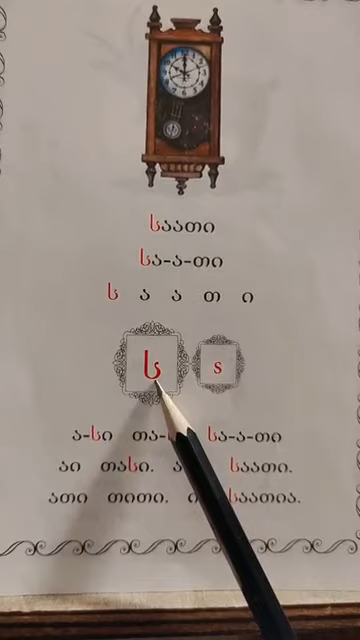 საათი
სა-ა-თი
ს ა ა თ ი
ს s
ა-სი თა- სა-ა-თი
აი თასი. ა საათი.
ათი თითი. ი საათია.